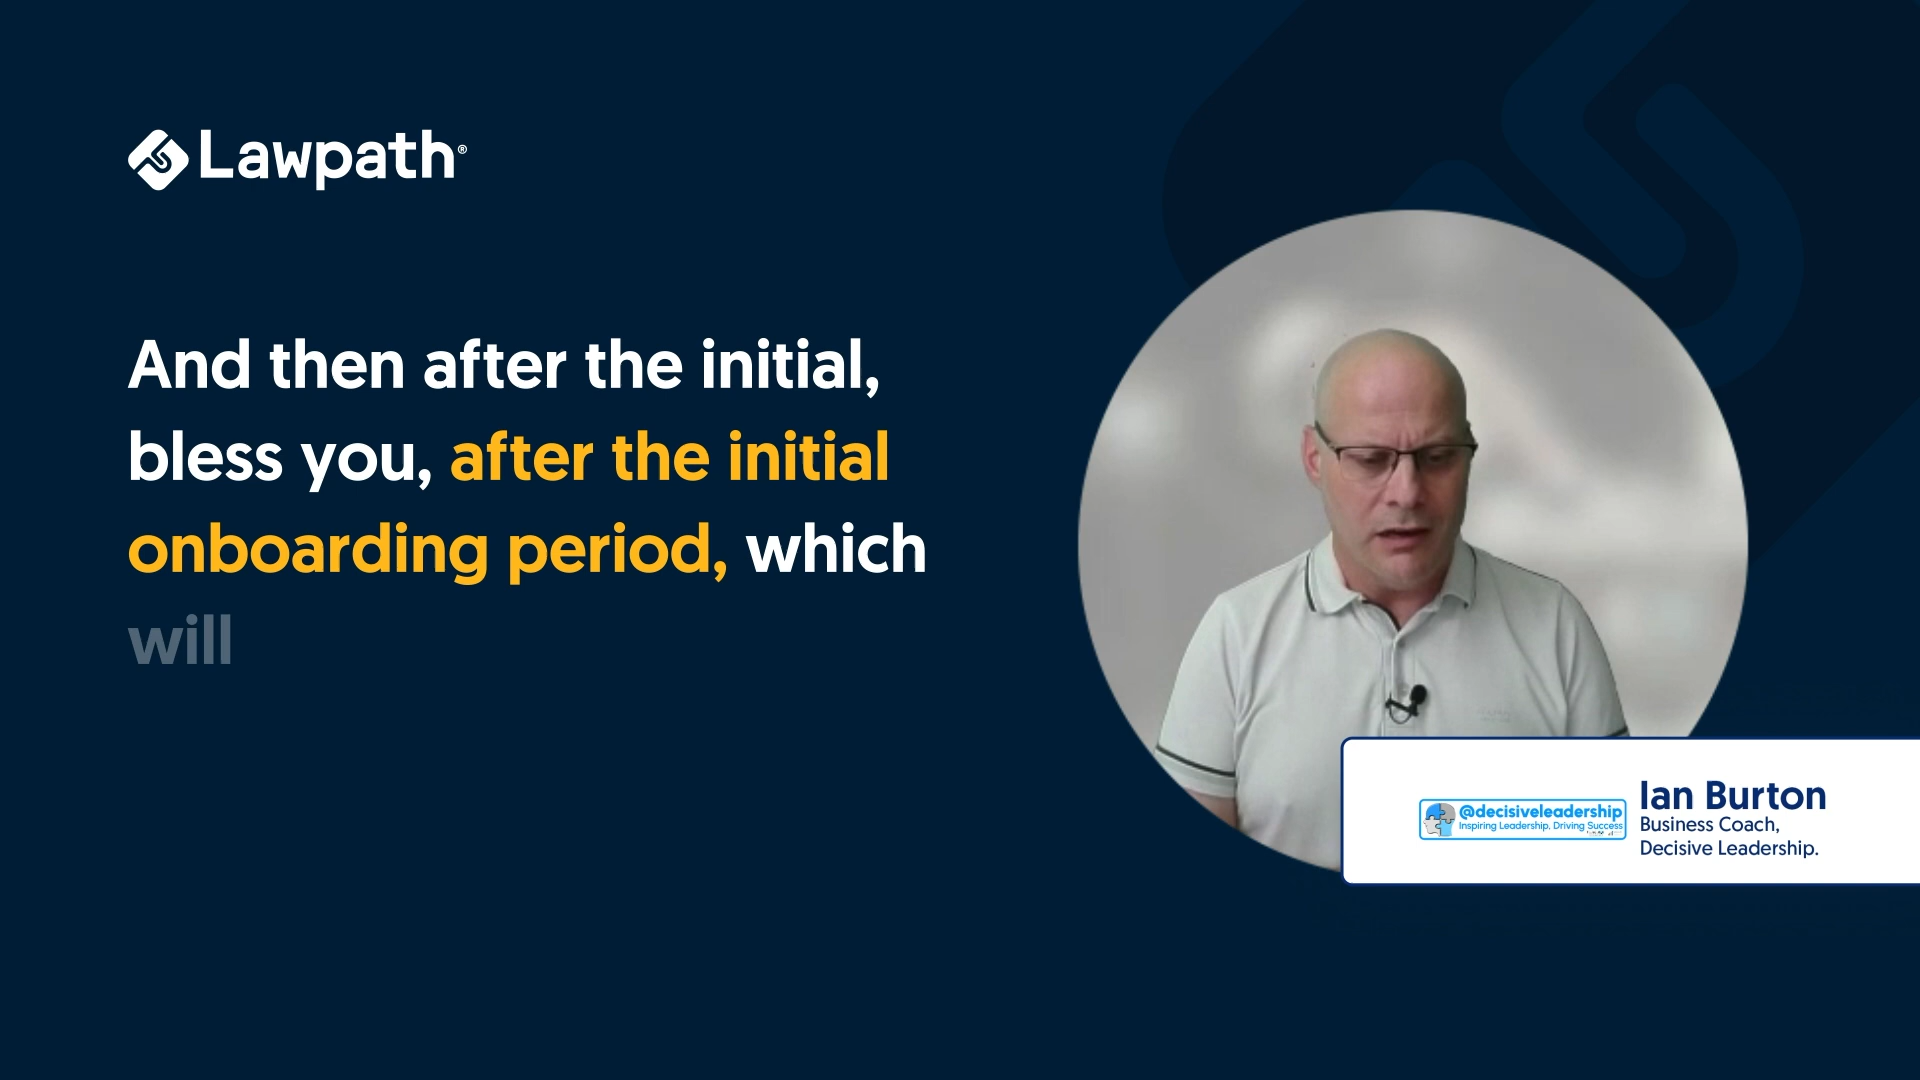 Lawpath®
And then after the initial,
bless you, after the initial
onboarding period, which
will
@decisiveleadership
Inspiring Leadership. Driving Success
Ian Burton
Business Coach,
Decisive Leadership.